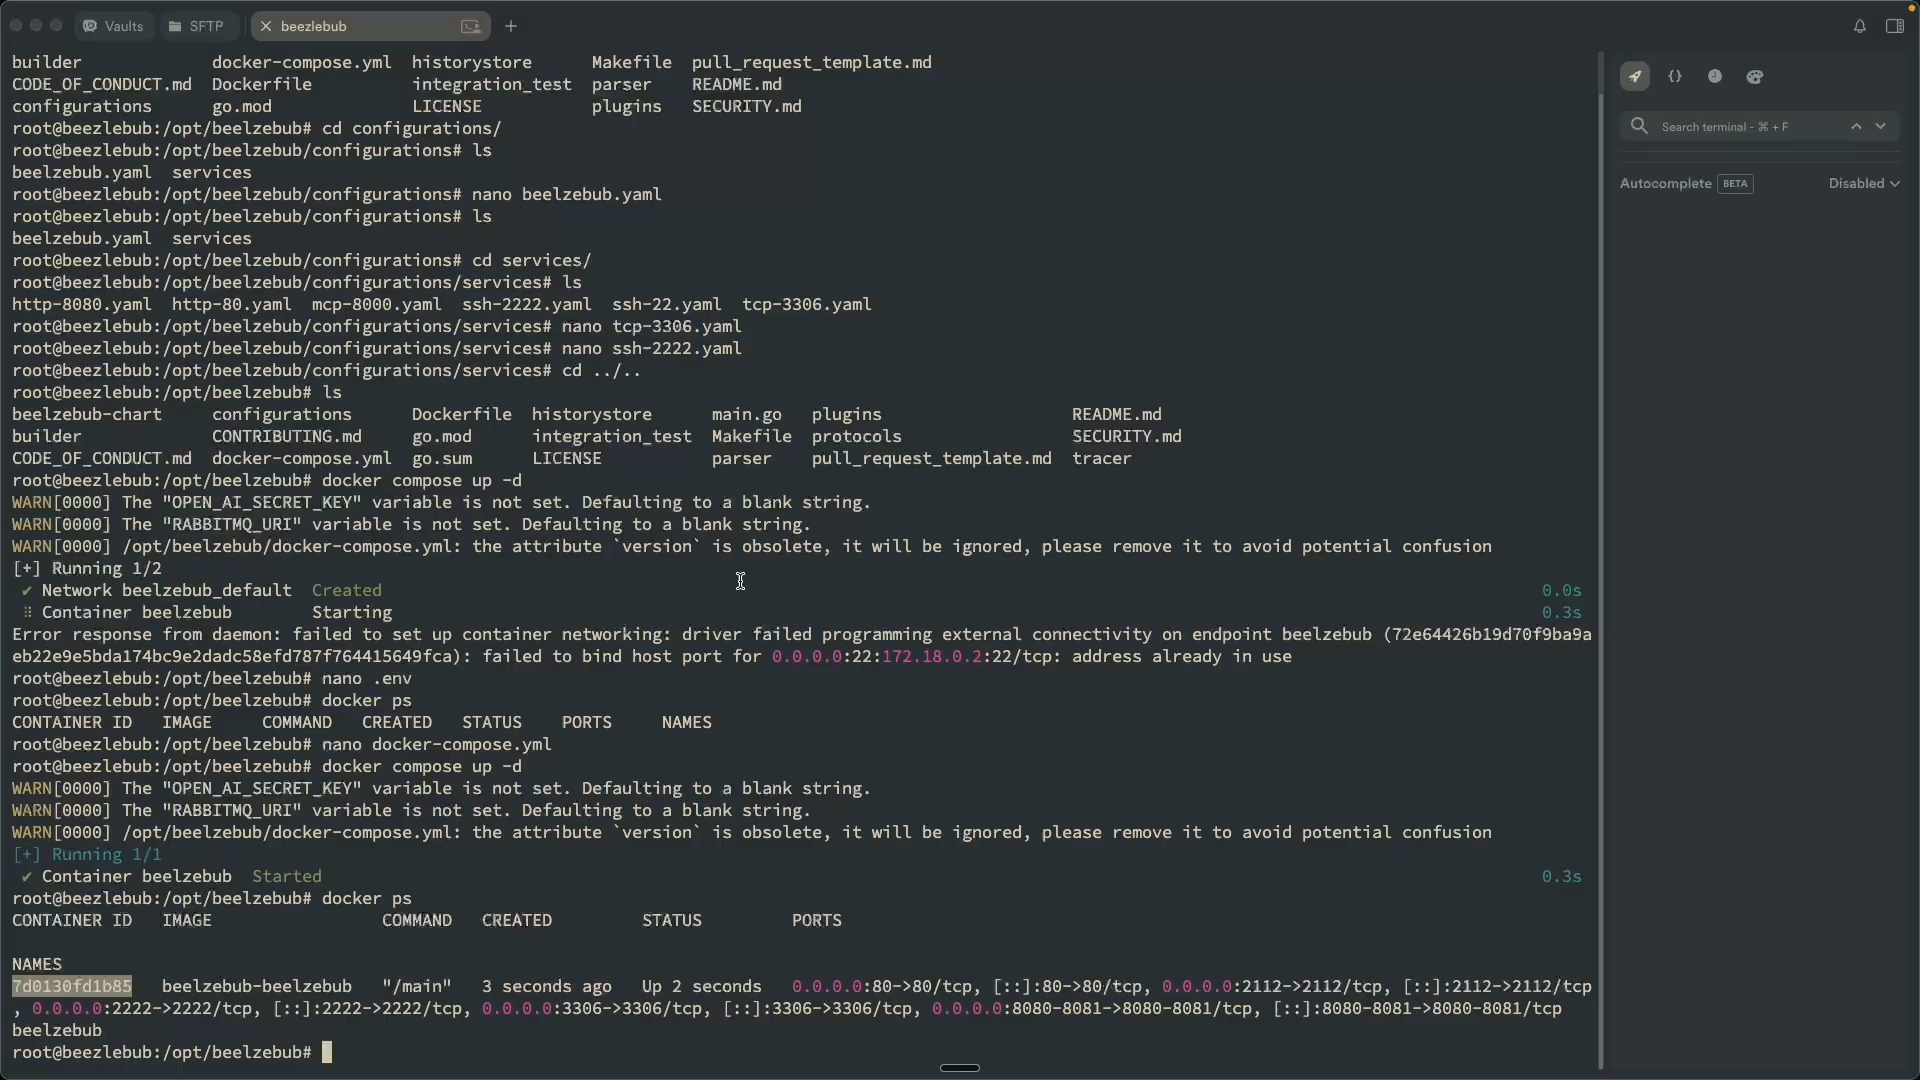 Vaults
SFTP
beezlebub
builder docker-compose.yml historystore Makefile pull_request_template.md
CODE_OF_CONDUCT.md Dockerfile integration_test parser README.md
configurations go.mod LICENSE plugins SECURITY.md
root@beezlebub:/opt/beelzebub# cd configurations/
root@beezlebub:/opt/beelzebub/configurations# ls
beelzebub.yaml services
root@beezlebub:/opt/beelzebub/configurations# nano beelzebub.yaml
root@beezlebub:/opt/beelzebub/configurations# ls
beelzebub.yaml services
root@beezlebub:/opt/beelzebub/configurations# cd services/
root@beezlebub:/opt/beelzebub/configurations/services# ls
http-8080.yaml http-80.yaml mcp-8000.yaml ssh-2222.yaml ssh-22.yaml tcp-3306.yaml
root@beezlebub:/opt/beelzebub/configurations/services# nano tcp-3306.yaml
root@beezlebub:/opt/beelzebub/configurations/services# nano ssh-2222.yaml
root@beezlebub:/opt/beelzebub/configurations/services# cd ../..
root@beezlebub:/opt/beelzebub# ls
beelzebub-chart configurations Dockerfile historystore main.go plugins README.md
builder CONTRIBUTING.md go.mod integration_test Makefile protocols SECURITY.md
CODE_OF_CONDUCT.md docker-compose.yml go.sum LICENSE parser pull_request_template.md tracer
root@beezlebub:/opt/beelzebub# docker compose up -d
WARN[0000] The "OPEN_AI_SECRET_KEY" variable is not set. Defaulting to a blank string.
WARN[0000] The "RABBITMQ_URI" variable is not set. Defaulting to a blank string.
WARN[0000] /opt/beelzebub/docker-compose.yml: the attribute `version` is obsolete, it will be ignored, please remove it to avoid potential confusion
[+] Running 1/2
✔ Network beelzebub_default Created 0.0s
⠿ Container beelzebub Starting 0.3s
Error response from daemon: failed to set up container networking: driver failed programming external connectivity on endpoint beelzebub (72e64426b19d70f9ba9a
eb22e9e5bda174bc9e2dadc58efd787f764415649fca): failed to bind host port for 0.0.0.0:22:172.18.0.2:22/tcp: address already in use
root@beezlebub:/opt/beelzebub# nano .env
root@beezlebub:/opt/beelzebub# docker ps
CONTAINER ID IMAGE COMMAND CREATED STATUS PORTS NAMES
root@beezlebub:/opt/beelzebub# nano docker-compose.yml
root@beezlebub:/opt/beelzebub# docker compose up -d
WARN[0000] The "OPEN_AI_SECRET_KEY" variable is not set. Defaulting to a blank string.
WARN[0000] The "RABBITMQ_URI" variable is not set. Defaulting to a blank string.
WARN[0000] /opt/beelzebub/docker-compose.yml: the attribute `version` is obsolete, it will be ignored, please remove it to avoid potential confusion
[+] Running 1/1
✔ Container beelzebub Started 0.3s
root@beezlebub:/opt/beelzebub# docker ps
CONTAINER ID IMAGE COMMAND CREATED STATUS PORTS
NAMES
7d0130fd1b85 beelzebub-beelzebub "/main" 3 seconds ago Up 2 seconds 0.0.0.0:80->80/tcp, [::]:80->80/tcp, 0.0.0.0:2112->2112/tcp, [::]:2112->2112/tcp
, 0.0.0.0:2222->2222/tcp, [::]:2222->2222/tcp, 0.0.0.0:3306->3306/tcp, [::]:3306->3306/tcp, 0.0.0.0:8080-8081->8080-8081/tcp, [::]:8080-8081->8080-8081/tcp
beelzebub
root@beezlebub:/opt/beelzebub#
Search terminal - ⌘ + F
Autocomplete BETA Disabled